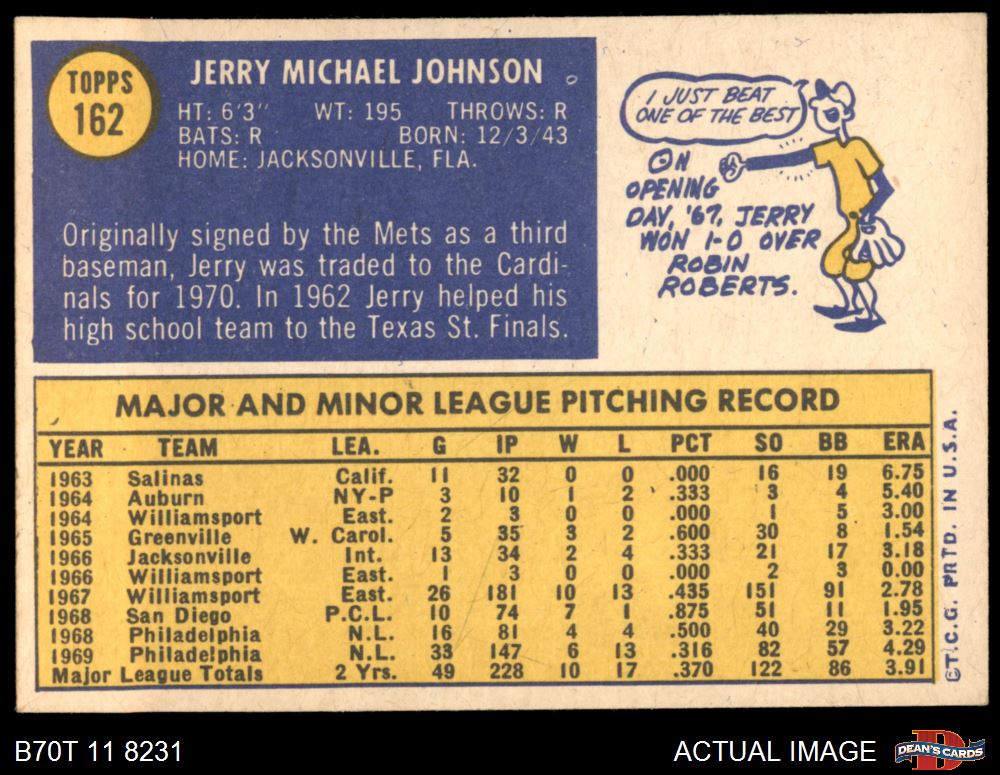 TOPPS
162
JERRY MICHAEL JOHNSON
HT: 6'3" WT: 195 THROWS: R
BATS: R BORN: 12/3/43
HOME: JACKSONVILLE, FLA.
Originally signed by the Mets as a third
baseman, Jerry was traded to the Cardi-
nals for 1970. In 1962 Jerry helped his
high school team to the Texas St. Finals.
I JUST BEAT
ONE OF THE BEST
ON
OPENING
DAY, '67, JERRY
WON 1-0 OVER
ROBIN
ROBERTS.
MAJOR AND MINOR LEAGUE PITCHING RECORD
YEAR TEAM LEA. G IP W L PCT SO BB ERA
1963 Salinas Calif. 11 32 0 0 .000 16 19 6.75
1964 Auburn NY-P 3 10 1 2 .333 3 4 5.40
1964 Williamsport East. 2 3 0 0 .000 1 5 3.00
1965 Greenville W. Carol. 5 35 3 2 .600 30 8 1.54
1966 Jacksonville Int. 13 34 2 4 .333 21 17 3.18
1966 Williamsport East. 1 3 0 0 .000 2 3 0.00
1967 Williamsport East. 26 181 10 13 .435 151 91 2.78
1968 San Diego P.C.L. 10 74 7 1 .875 51 11 1.95
1968 Philadelphia N.L. 16 81 4 4 .500 40 29 3.22
1969 Philadelphia N.L. 33 147 6 13 .316 82 57 4.29
Major League Totals 2 Yrs. 49 228 10 17 .370 122 86 3.91
©T.C.G. PRTD. IN U.S.A.
B70T 11 8231
ACTUAL IMAGE
DEAN'S CARDS